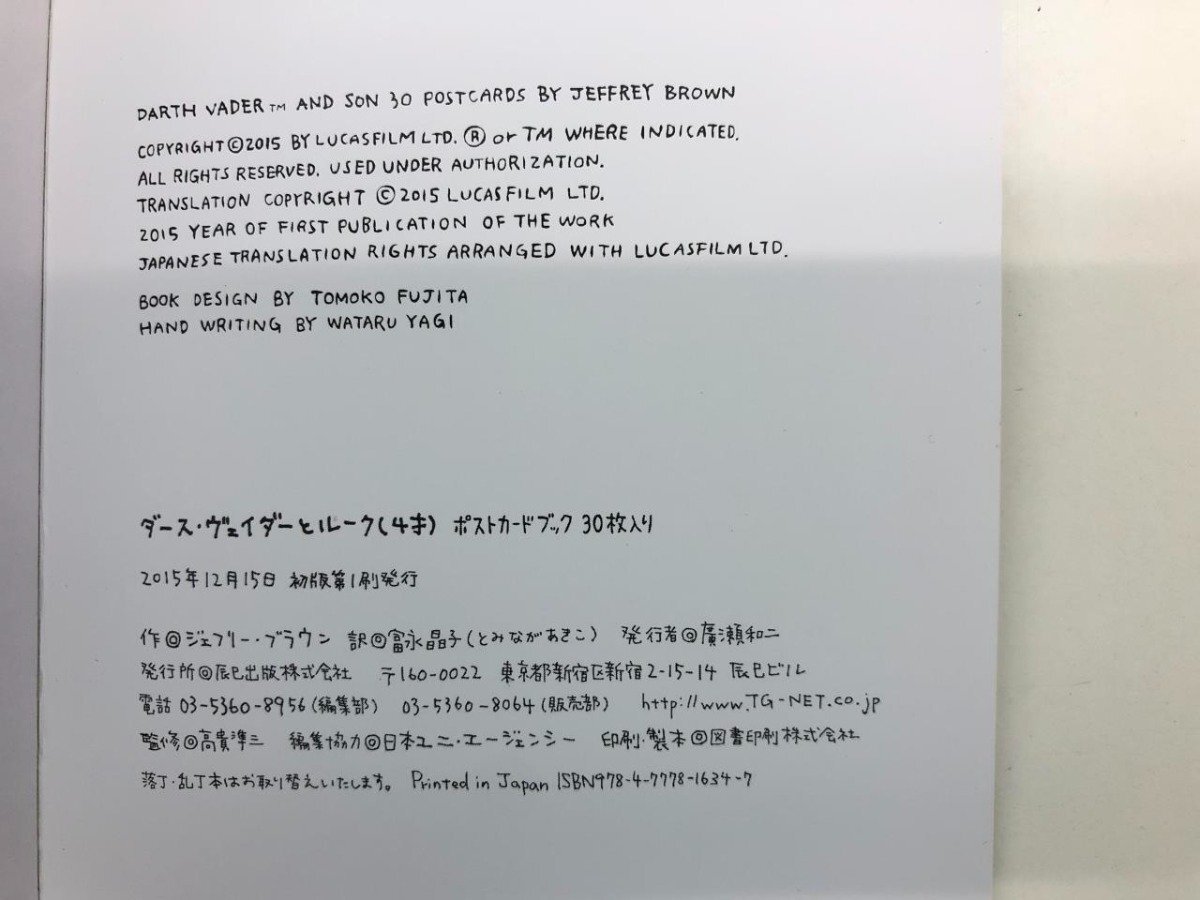 DARTH VADER™ AND SON 30 POSTCARDS BY JEFFREY BROWN
COPYRIGHT©2015 BY LUCASFILM LTD. ® or TM WHERE INDICATED.
ALL RIGHTS RESERVED. USED UNDER AUTHORIZATION.
TRANSLATION COPYRIGHT ©2015 LUCASFILM LTD.
2015 YEAR OF FIRST PUBLICATION OF THE WORK
JAPANESE TRANSLATION RIGHTS ARRANGED WITH LUCASFILM LTD.
BOOK DESIGN BY TOMOKO FUJITA
HAND WRITING BY WATARU YAGI
ダース・ヴェイダーとルーク(4才) ポストカードブック 30枚入り
2015年12月15日 初版第1刷発行
作◎ジェフリー・ブラウン 訳◎富永晶子(とみながあきこ) 発行者◎廣瀬和二
発行所◎辰巳出版株式会社 〒160-0022 東京都新宿区新宿2-15-14 辰巳ビル
電話 03-5360-8956(編集部) 03-5360-8064(販売部) http://www.TG-NET.co.jp
監修◎高貴準三 編集協力◎日本ユニ・エージェンシー 印刷・製本◎図書印刷株式会社
落丁・乱丁本はお取り替えいたします。 Printed in Japan ISBN978-4-7778-1634-7